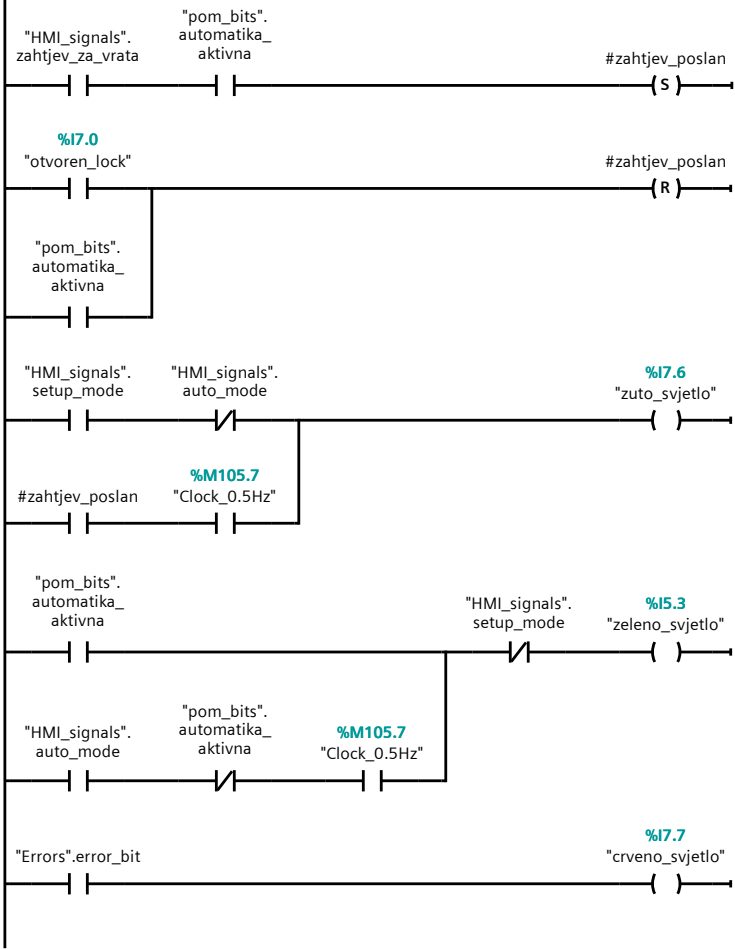 "HMI_signals".
zahtjev_za_vrata
"pom_bits".
automatika_
aktivna
#zahtjev_poslan
S
%I7.0
"otvoren_lock"
#zahtjev_poslan
R
"pom_bits".
automatika_
aktivna
"HMI_signals".
setup_mode
"HMI_signals".
auto_mode
%I7.6
"zuto_svjetlo"
#zahtjev_poslan
%M105.7
"Clock_0.5Hz"
"pom_bits".
automatika_
aktivna
"HMI_signals".
setup_mode
%I5.3
"zeleno_svjetlo"
"HMI_signals".
auto_mode
"pom_bits".
automatika_
aktivna
%M105.7
"Clock_0.5Hz"
"Errors".error_bit
%I7.7
"crveno_svjetlo"